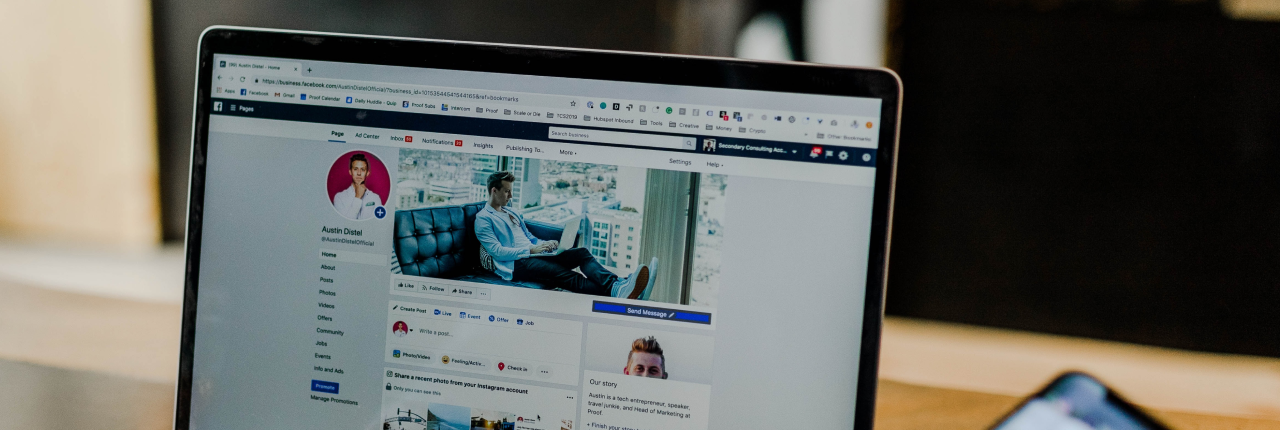 (99) Austin Distel - Home
https://business.facebook.com/AustinDistelOfficial/?business_id=10153544541544165&ref=bookmarks
Apps Facebook Gmail Proof Calendar Daily Huddle - Quip Proof Subs Intercom Proof Scale or Die TCS2019 Hubspot Inbound Tools Creative Money Crypto Other Bookmarks
Pages Search business Secondary Consulting Acc...
Page Ad Center Inbox Notifications Insights Publishing To... More Settings Help
Austin Distel
@AustinDistelOfficial
Home
About
Posts
Photos
Videos
Offers
Community
Jobs
Events
Info and Ads
Promote
Manage Promotions
Like Follow Share ...
Send Message
Create Post Live Event Offer Job
Write a post...
Photo/Video Feeling/Activ... Check in ...
Share a recent photo from your Instagram account
Only you can see this
Our story
Austin is a tech entrepreneur, speaker,
travel junkie, and Head of Marketing at
Proof.
+ Finish your story